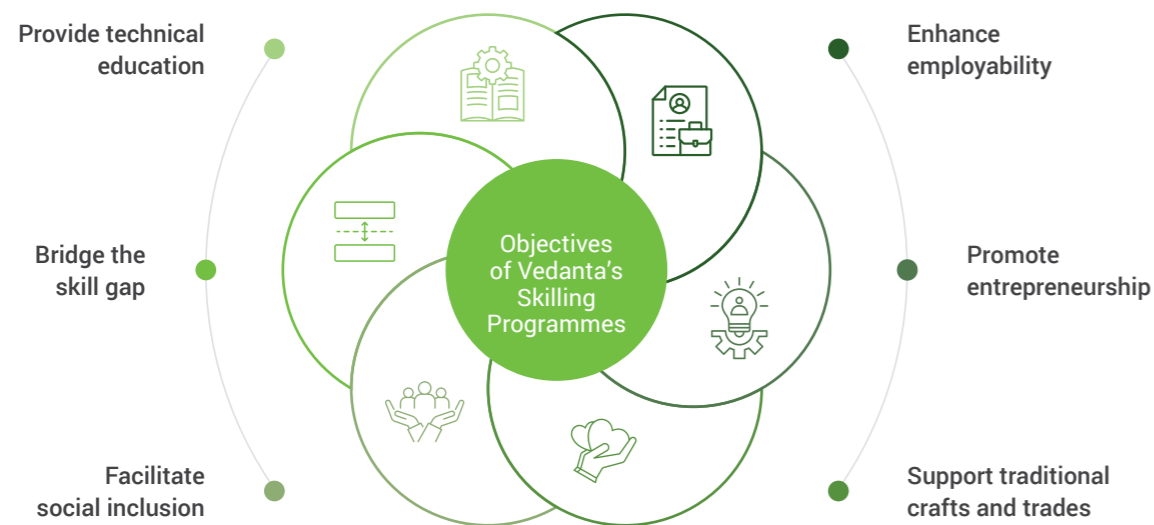 Provide technical
education
Bridge the
skill gap
Facilitate
social inclusion
Objectives
of Vedanta’s
Skilling
Programmes
Enhance
employability
Promote
entrepreneurship
Support traditional
crafts and trades